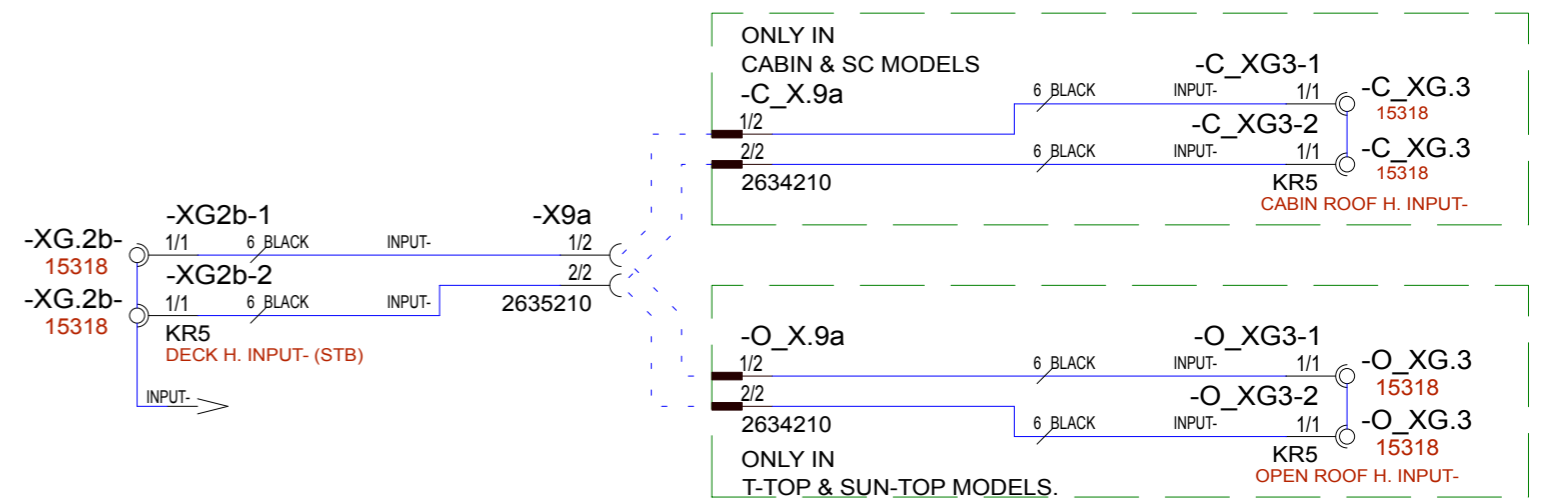 ONLY IN
CABIN & SC MODELS
-C_X.9a
1/2
2/2
2634210
6 BLACK
INPUT-
-C_XG3-1
1/1
-C_XG.3
15318
6 BLACK
INPUT-
-C_XG3-2
1/1
-C_XG.3
15318
KR5
CABIN ROOF H. INPUT-
-XG.2b-
15318
-XG2b-1
1/1
6 BLACK
INPUT-
-X9a
1/2
-XG.2b-
15318
-XG2b-2
1/1
6 BLACK
INPUT-
2/2
2635210
KR5
DECK H. INPUT- (STB)
INPUT-
-O_X.9a
1/2
2/2
2634210
6 BLACK
INPUT-
-O_XG3-1
1/1
-O_XG.3
15318
6 BLACK
INPUT-
-O_XG3-2
1/1
-O_XG.3
15318
KR5
OPEN ROOF H. INPUT-
ONLY IN
T-TOP & SUN-TOP MODELS.